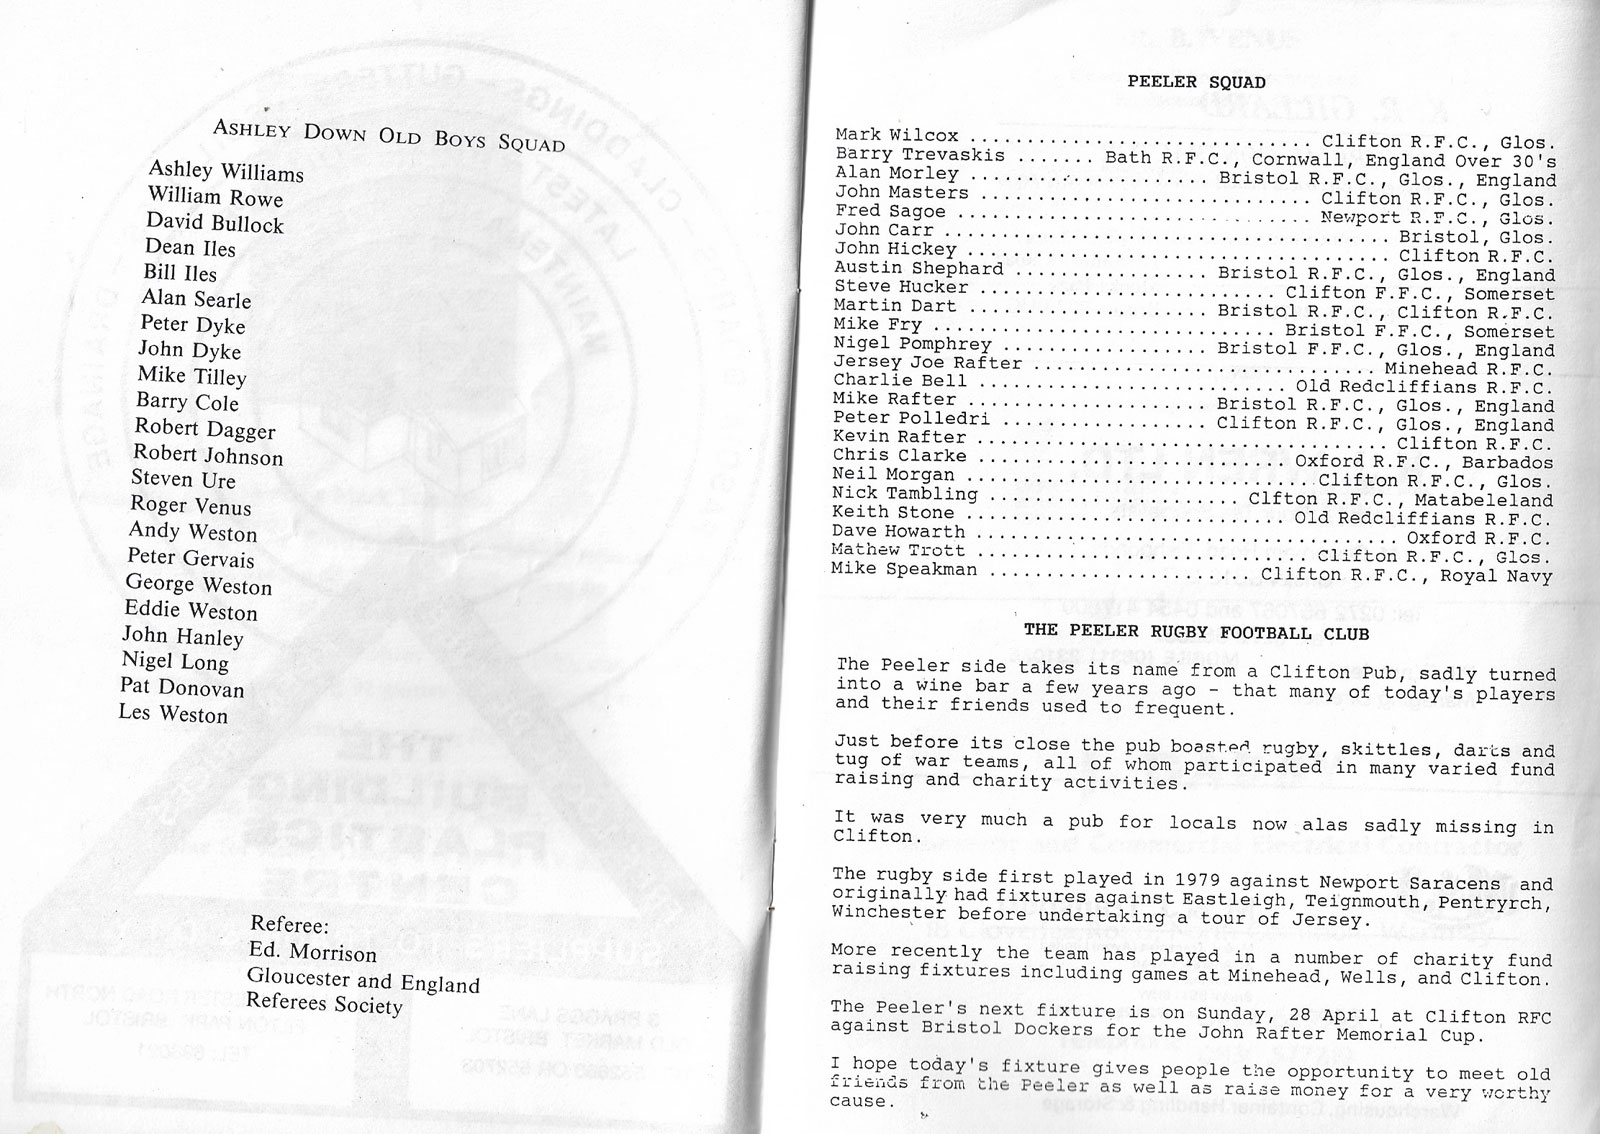 ASHLEY DOWN OLD BOYS SQUAD
Ashley Williams
William Rowe
David Bullock
Dean Iles
Bill Iles
Alan Searle
Peter Dyke
John Dyke
Mike Tilley
Barry Cole
Robert Dagger
Robert Johnson
Steven Ure
Roger Venus
Andy Weston
Peter Gervais
George Weston
Eddie Weston
John Hanley
Nigel Long
Pat Donovan
Les Weston
Referee:
Ed. Morrison
Gloucester and England
Referees Society
PEELER SQUAD
Mark Wilcox .............................. Clifton R.F.C., Glos.
Barry Trevaskis ....... Bath R.F.C., Cornwall, England Over 30's
Alan Morley ..................... Bristol R.F.C., Glos., England
John Masters ............................. Clifton R.F.C., Glos.
Fred Sagoe ............................... Newport R.F.C., Glos.
John Carr ....................................... Bristol, Glos.
John Hickey ..................................... Clifton R.F.C.
Austin Shephard ................. Bristol R.F.C., Glos., England
Steve Hucker .......................... Clifton F.F.C., Somerset
Martin Dart ..................... Bristol R.F.C., Clifton R.F.C.
Mike Fry .............................. Bristol F.F.C., Somerset
Nigel Pomphrey .................. Bristol F.F.C., Glos., England
Jersey Joe Rafter .............................. Minehead R.F.C.
Charlie Bell ........................... Old Redcliffians R.F.C.
Mike Rafter ..................... Bristol R.F.C., Glos., England
Peter Polledri .................. Clifton R.F.C., Glos., England
Kevin Rafter .................................... Clifton R.F.C.
Chris Clarke ........................... Oxford R.F.C., Barbados
Neil Morgan .............................. Clifton R.F.C., Glos.
Nick Tambling ...................... Clfton R.F.C., Matabeleland
Keith Stone ............................ Old Redcliffians R.F.C.
Dave Howarth ..................................... Oxford R.F.C.
Mathew Trott ............................. Clifton R.F.C., Glos.
Mike Speakman ....................... Clifton R.F.C., Royal Navy
THE PEELER RUGBY FOOTBALL CLUB
The Peeler side takes its name from a Clifton Pub, sadly turned
into a wine bar a few years ago - that many of today's players
and their friends used to frequent.
Just before its close the pub boasted rugby, skittles, darts and
tug of war teams, all of whom participated in many varied fund
raising and charity activities.
It was very much a pub for locals now alas sadly missing in
Clifton.
The rugby side first played in 1979 against Newport Saracens and
originally had fixtures against Eastleigh, Teignmouth, Pentryrch,
Winchester before undertaking a tour of Jersey.
More recently the team has played in a number of charity fund
raising fixtures including games at Minehead, Wells, and Clifton.
The Peeler's next fixture is on Sunday, 28 April at Clifton RFC
against Bristol Dockers for the John Rafter Memorial Cup.
I hope today's fixture gives people the opportunity to meet old
friends from the Peeler as well as raise money for a very worthy
cause.